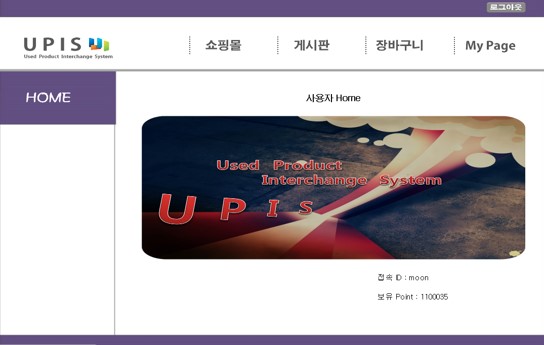 로그아웃
UPIS
Used Product Interchange System
쇼핑몰
게시판
장바구니
My Page
HOME
사용자 Home
Used Product
Interchange System
UPIS
접속 ID : moon
보유 Point : 1100035